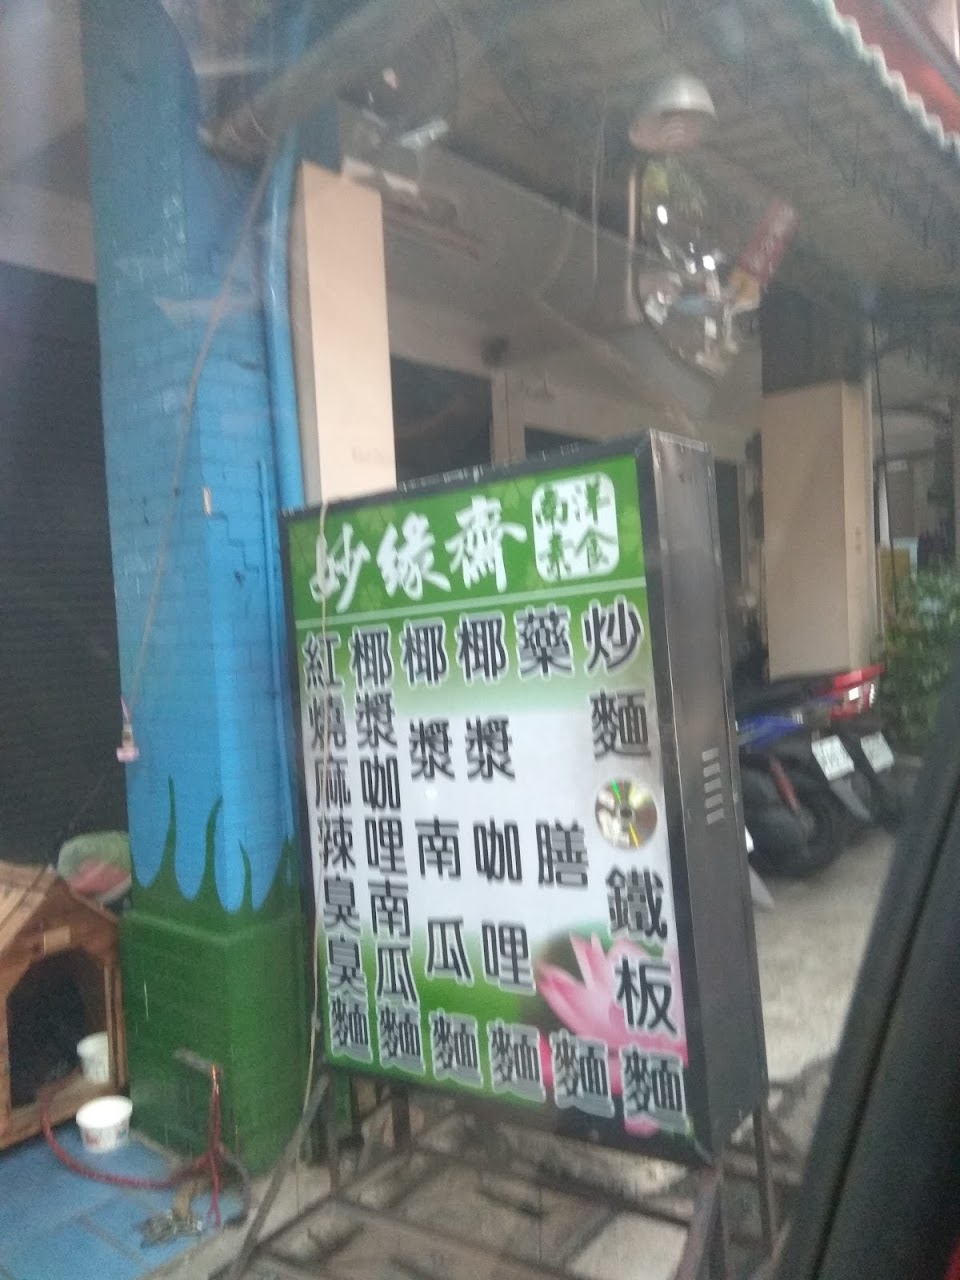 妙緣齋
南洋
素食
炒麵
鐵板麵
藥膳麵
椰漿咖哩麵
椰漿南瓜麵
椰漿咖哩南瓜麵
紅燒麻辣臭臭麵